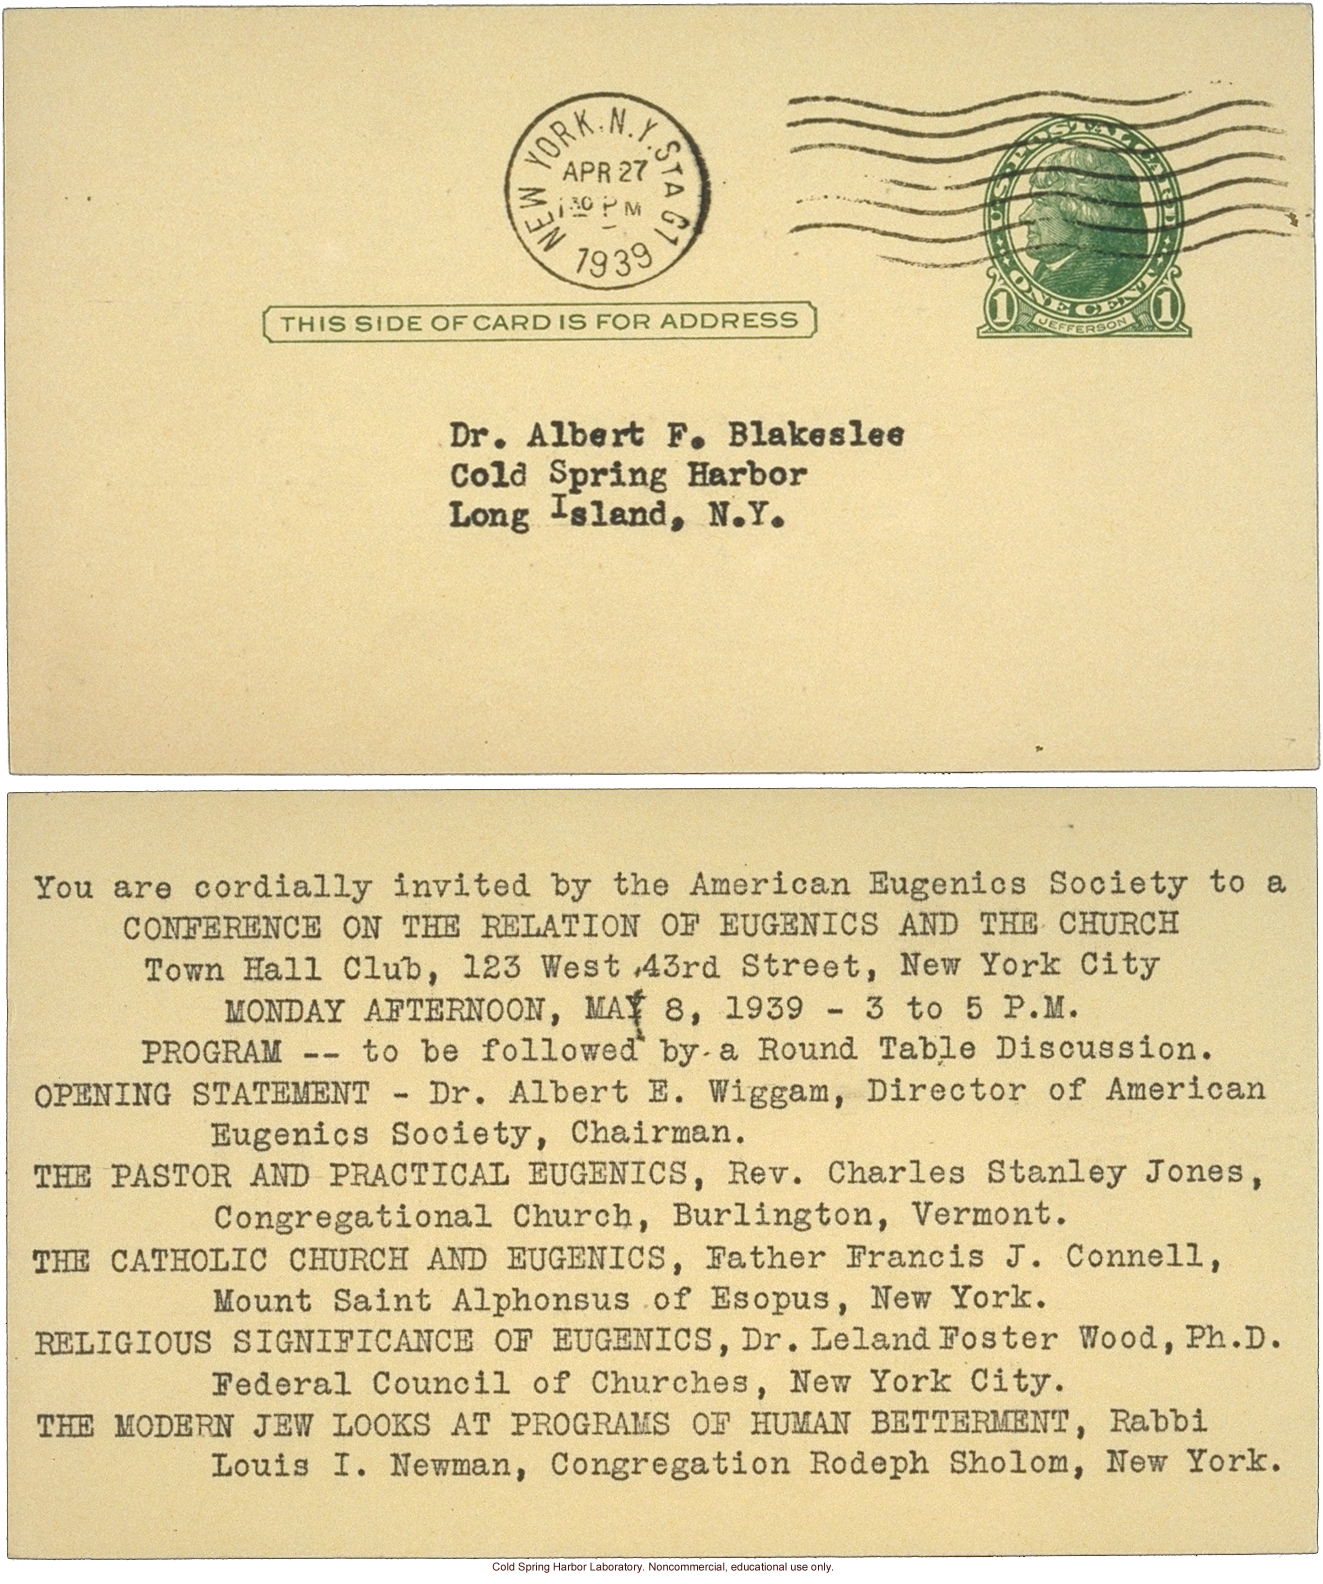 NEW YORK. N.Y. STA G1
APR 27
1 30 PM
1939
U.S. POSTAL CARD
ONE CENT
1 JEFFERSON 1
THIS SIDE OF CARD IS FOR ADDRESS
Dr. Albert F. Blakeslee
Cold Spring Harbor
Long Island, N.Y.
You are cordially invited by the American Eugenics Society to a
CONFERENCE ON THE RELATION OF EUGENICS AND THE CHURCH
Town Hall Club, 123 West 43rd Street, New York City
MONDAY AFTERNOON, MAY 8, 1939 - 3 to 5 P.M.
PROGRAM -- to be followed by a Round Table Discussion.
OPENING STATEMENT - Dr. Albert E. Wiggam, Director of American
Eugenics Society, Chairman.
THE PASTOR AND PRACTICAL EUGENICS, Rev. Charles Stanley Jones,
Congregational Church, Burlington, Vermont.
THE CATHOLIC CHURCH AND EUGENICS, Father Francis J. Connell,
Mount Saint Alphonsus of Esopus, New York.
RELIGIOUS SIGNIFICANCE OF EUGENICS, Dr. Leland Foster Wood, Ph.D.
Federal Council of Churches, New York City.
THE MODERN JEW LOOKS AT PROGRAMS OF HUMAN BETTERMENT, Rabbi
Louis I. Newman, Congregation Rodeph Sholom, New York.
Cold Spring Harbor Laboratory. Noncommercial, educational use only.